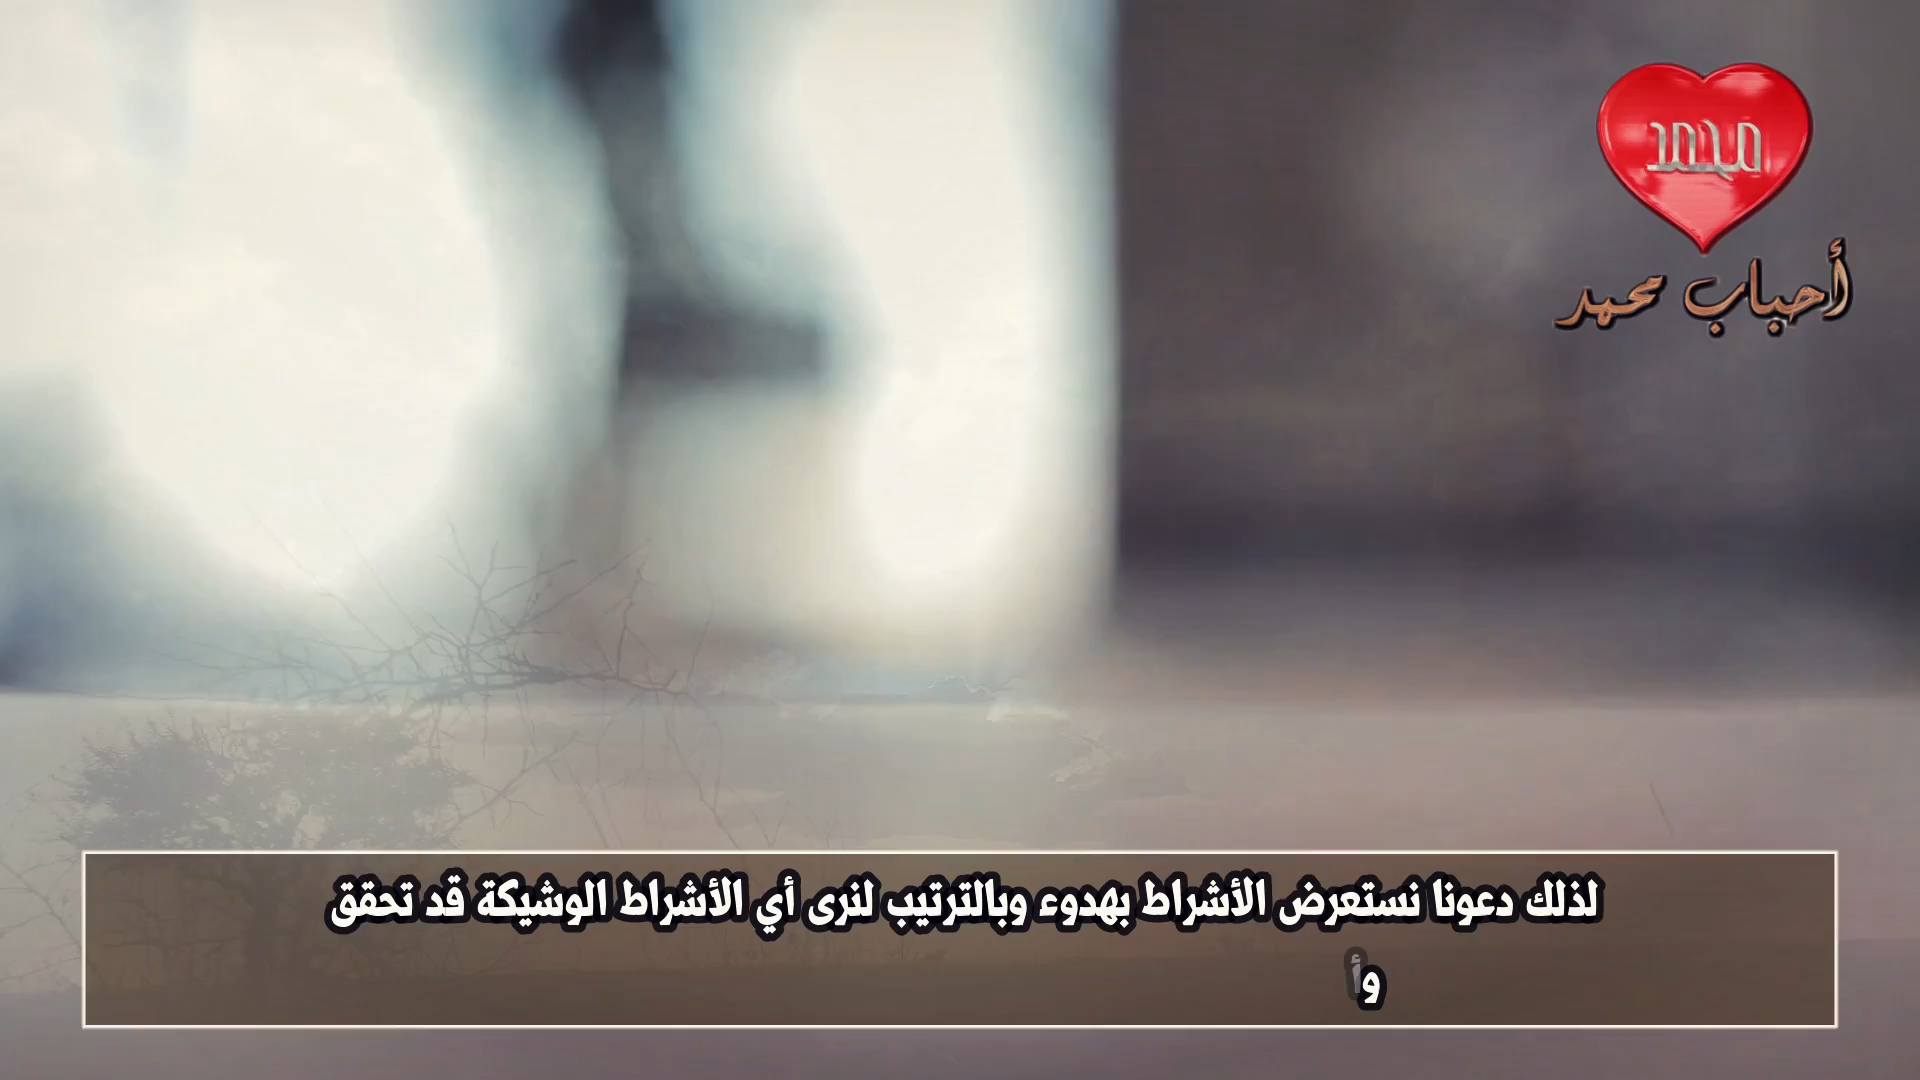 محمد
أحباب محمد
لذلك دعونا نستعرض الأشراط بهدوء وبالترتيب لنرى أي الأشراط الوشيكة قد تحقق
وأ